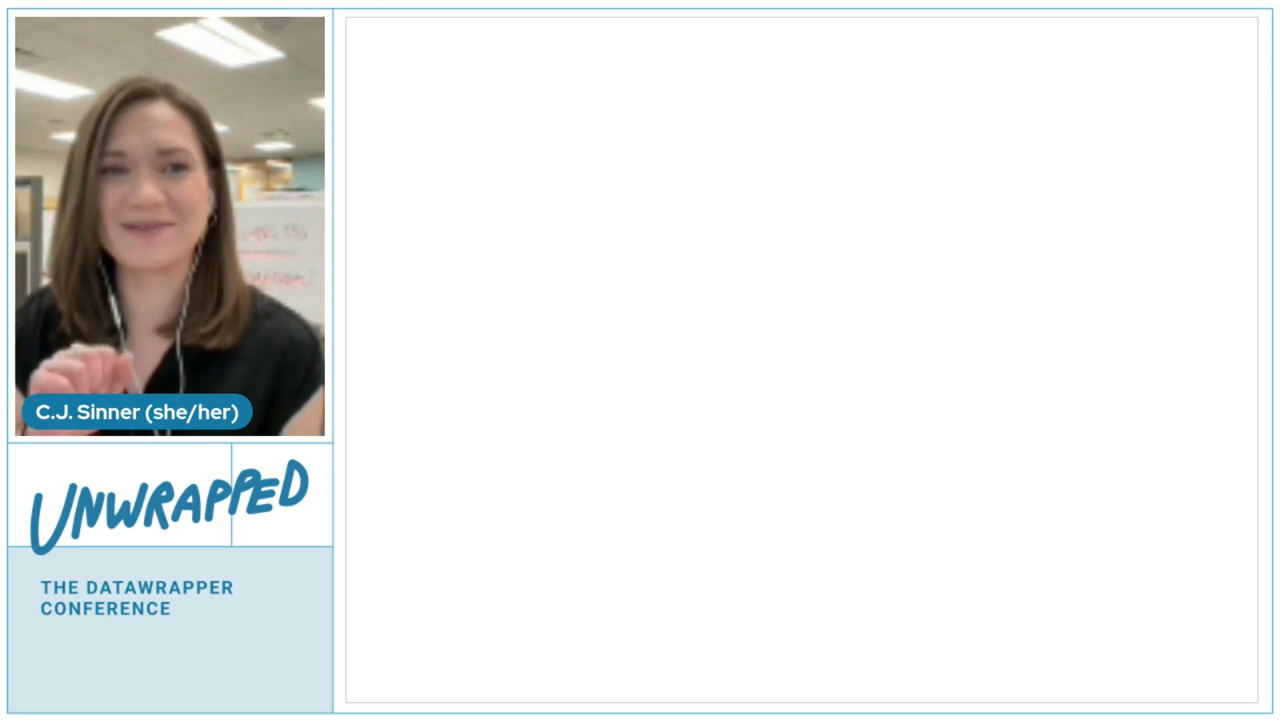 C.J. Sinner (she/her)
UNWRAPPED
THE DATAWRAPPER
CONFERENCE